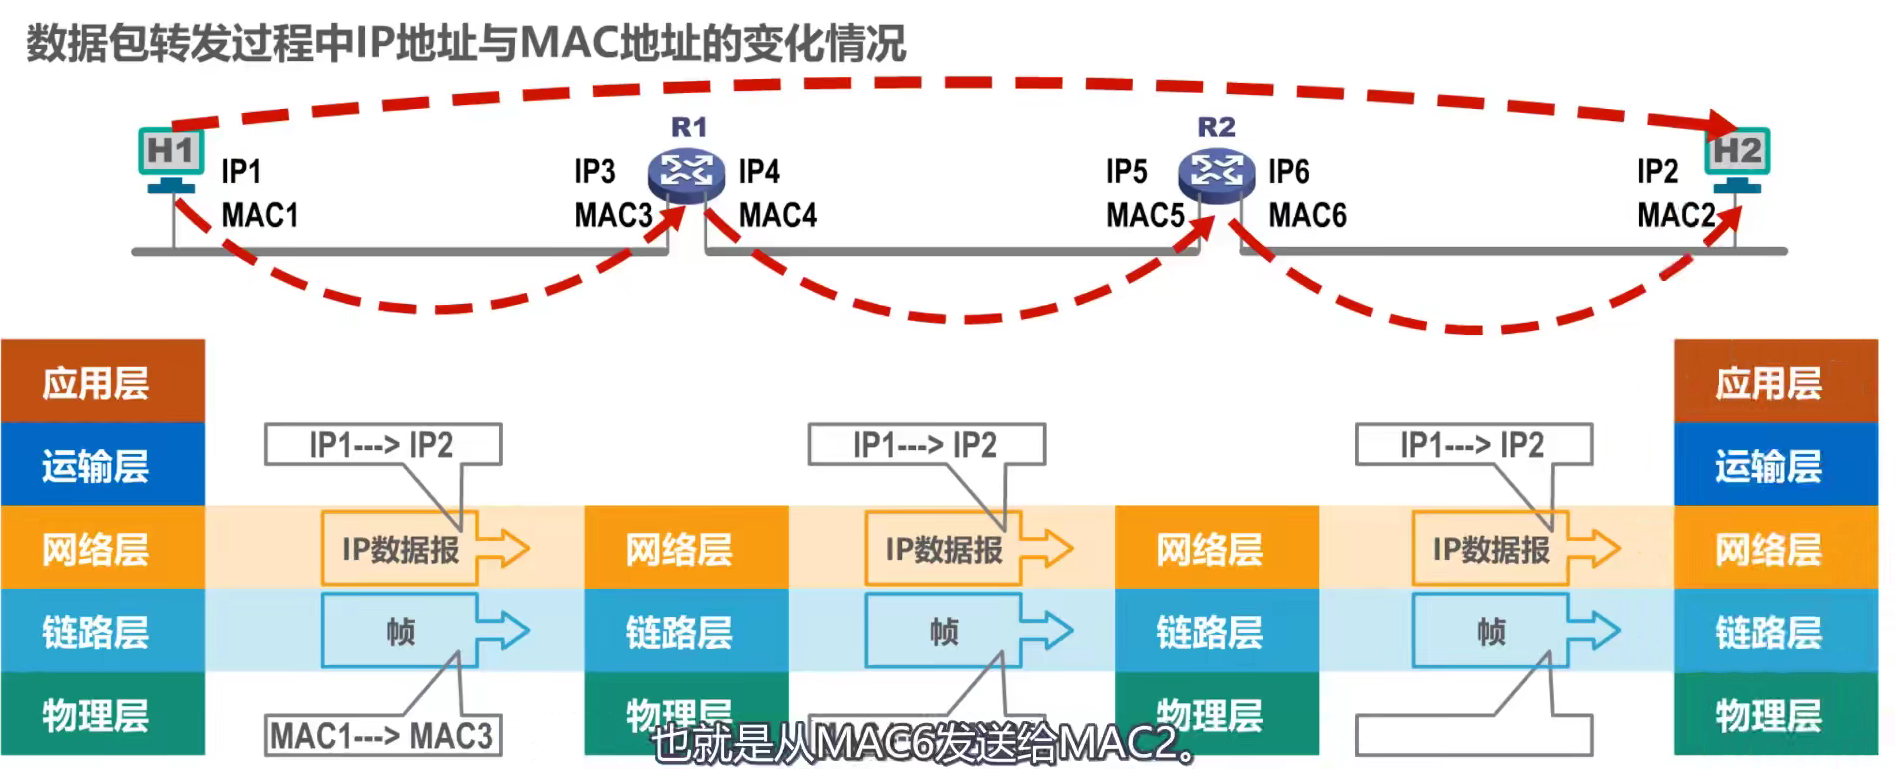 数据包转发过程中IP地址与MAC地址的变化情况
H1
R1
R2
H2
IP1
IP3
IP4
IP5
IP6
IP2
MAC1
MAC3
MAC4
MAC5
MAC6
MAC2
应用层
应用层
IP1---> IP2
IP1---> IP2
IP1---> IP2
运输层
运输层
网络层
IP数据报
网络层
IP数据报
网络层
IP数据报
网络层
链路层
帧
链路层
帧
链路层
帧
链路层
物理层
MAC1---> MAC3
物理层
物理层
物理层
也就是从MAC6发送给MAC2。